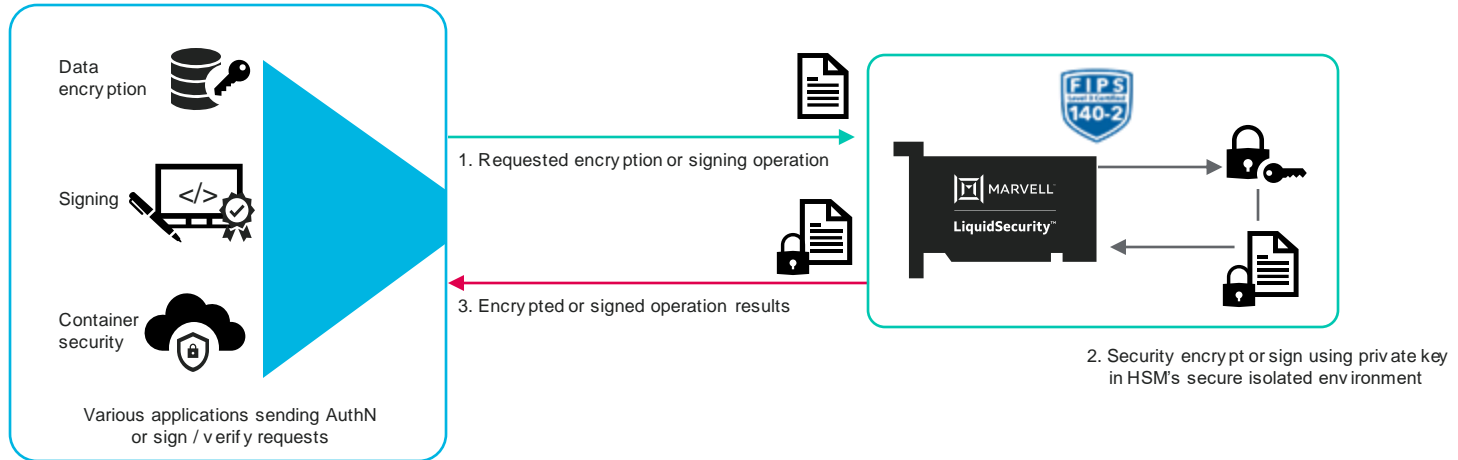 Data
encryption
Signing
</>
Container
security
Various applications sending AuthN
or sign / verify requests
1. Requested encryption or signing operation
3. Encrypted or signed operation results
FIPS
140-2
MARVELL™
LiquidSecurity™
2. Security encrypt or sign using private key
in HSM's secure isolated environment